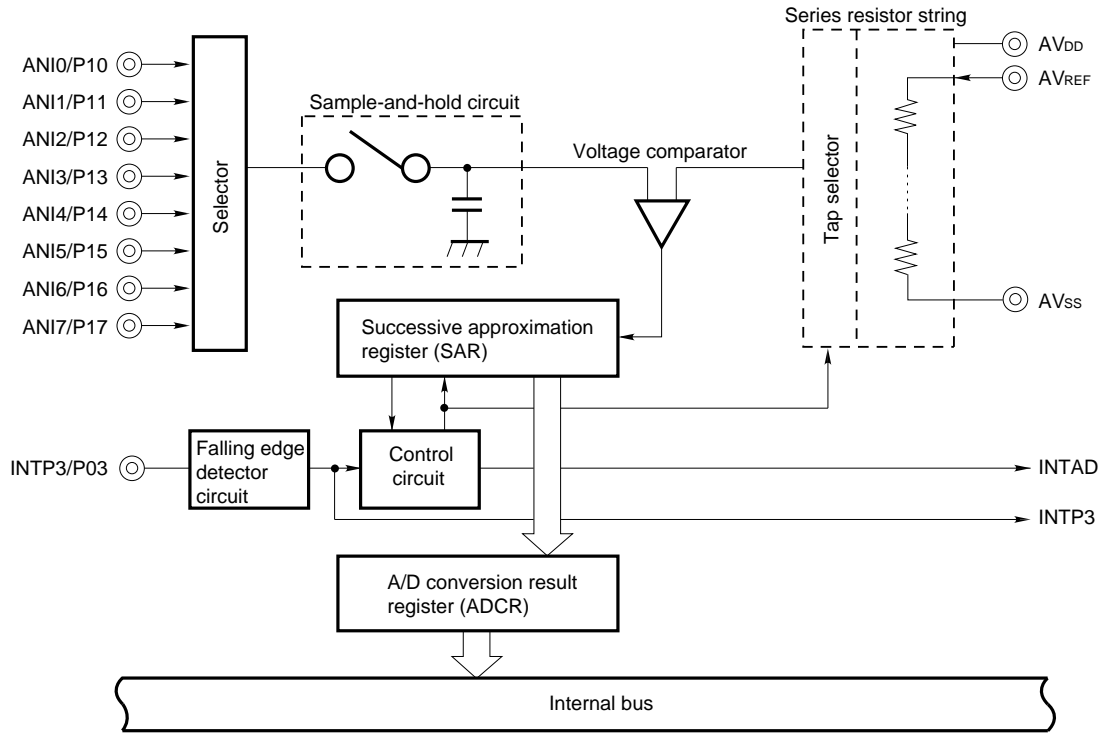 Series resistor string
ANI0/P10
ANI1/P11
ANI2/P12
ANI3/P13
ANI4/P14
ANI5/P15
ANI6/P16
ANI7/P17
Selector
Sample-and-hold circuit
Voltage comparator
Tap selector
AVDD
AVREF
AVSS
Successive approximation
register (SAR)
INTP3/P03
Falling edge
detector
circuit
Control
circuit
INTAD
INTP3
A/D conversion result
register (ADCR)
Internal bus